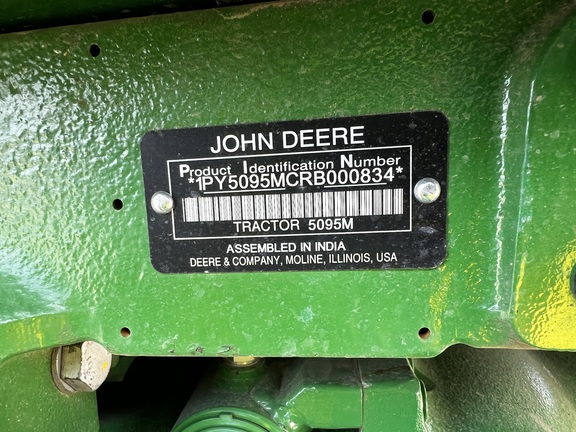 JOHN DEERE
Product Identification Number
*1PY5095MCRB000834*
TRACTOR 5095M
ASSEMBLED IN INDIA
DEERE & COMPANY, MOLINE, ILLINOIS, USA